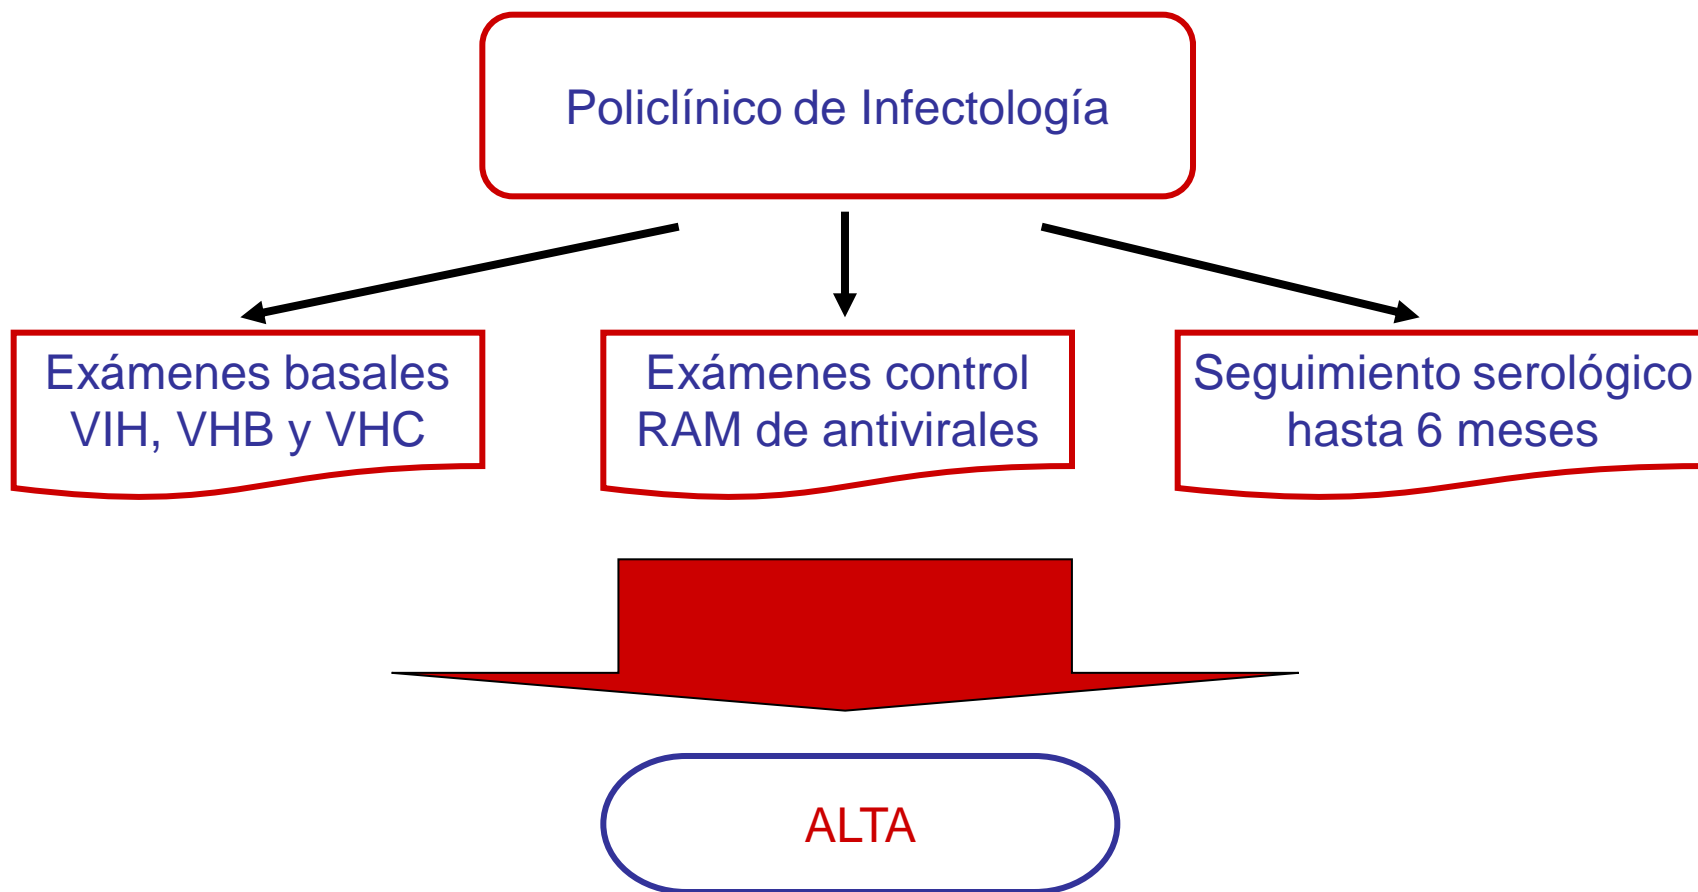 Policlínico de Infectología
Exámenes basales
VIH, VHB y VHC
Exámenes control
RAM de antivirales
Seguimiento serológico
hasta 6 meses
ALTA